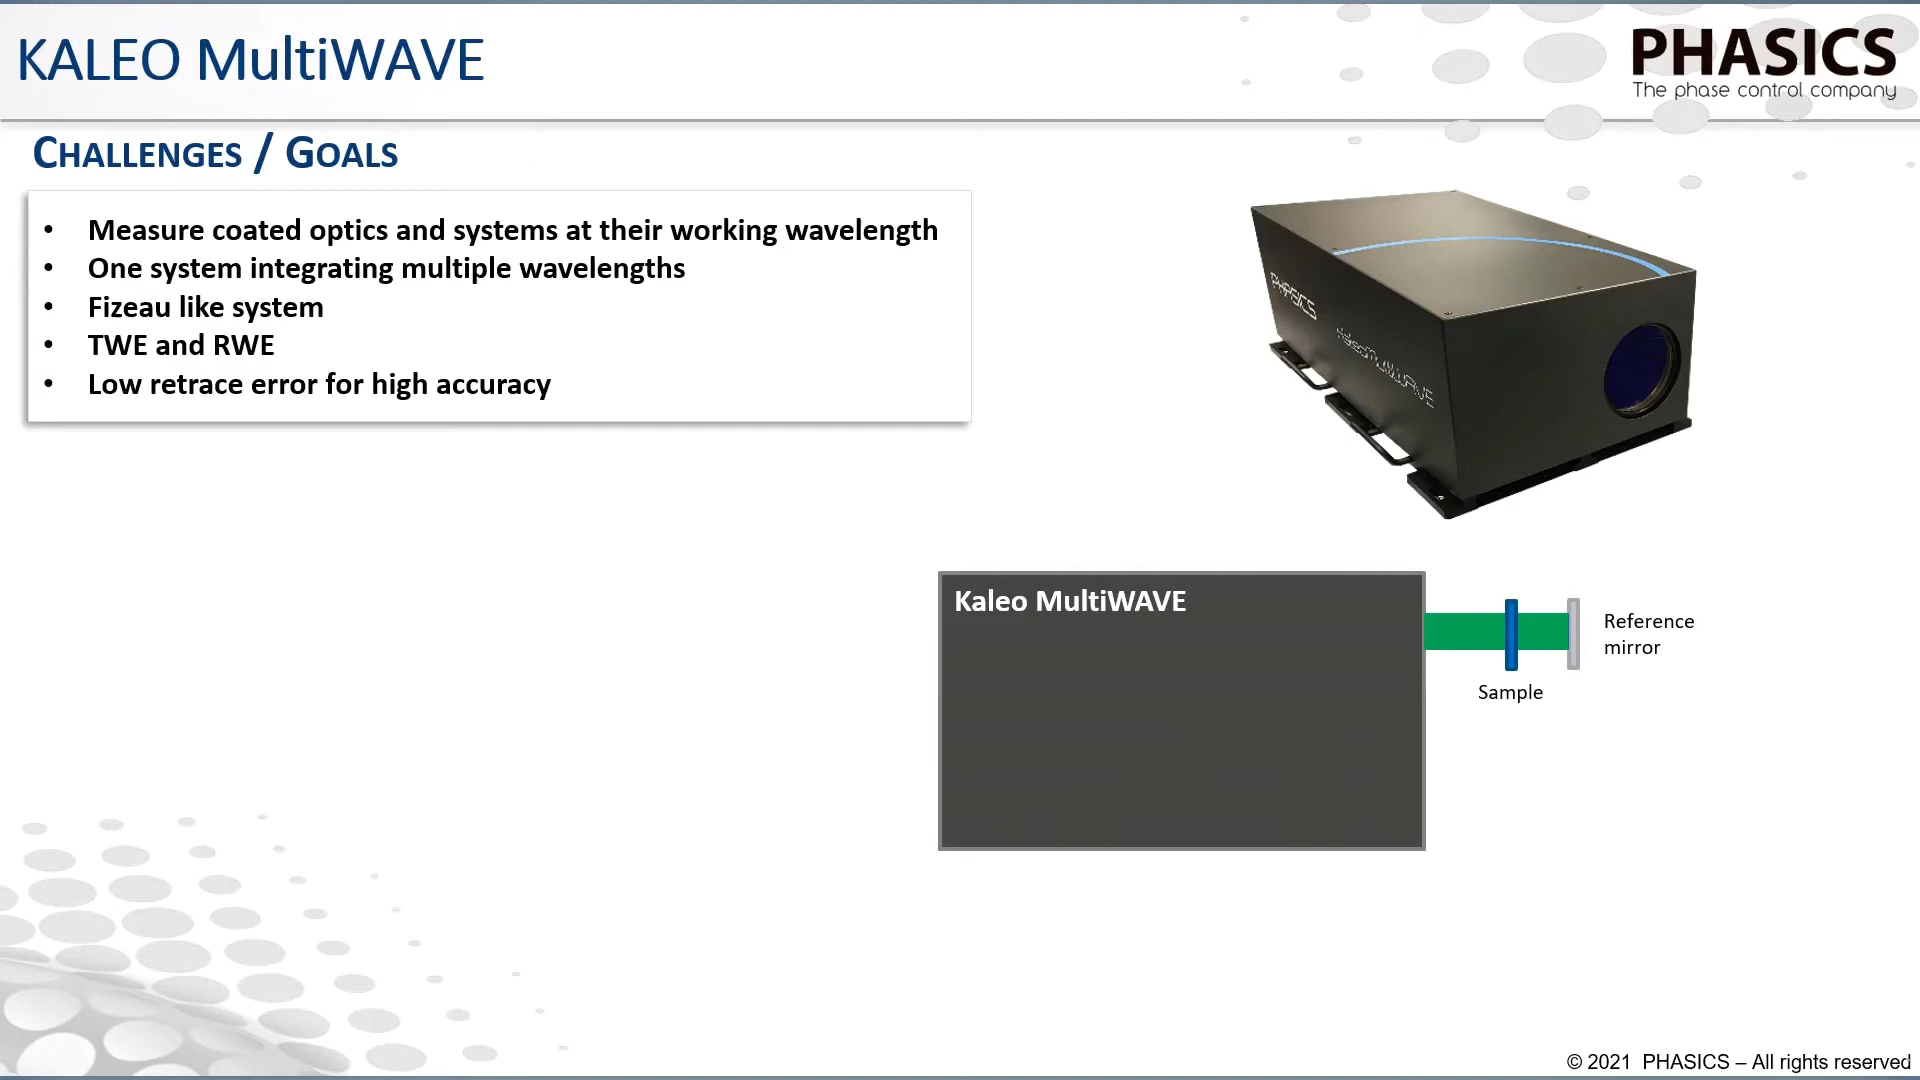 KALEO MultiWAVE
PHASICS
The phase control company
CHALLENGES / GOALS
• Measure coated optics and systems at their working wavelength
• One system integrating multiple wavelengths
• Fizeau like system
• TWE and RWE
• Low retrace error for high accuracy
PHASICS
KaleoMultiWAVE
Kaleo MultiWAVE
Reference
mirror
Sample
© 2021 PHASICS – All rights reserved